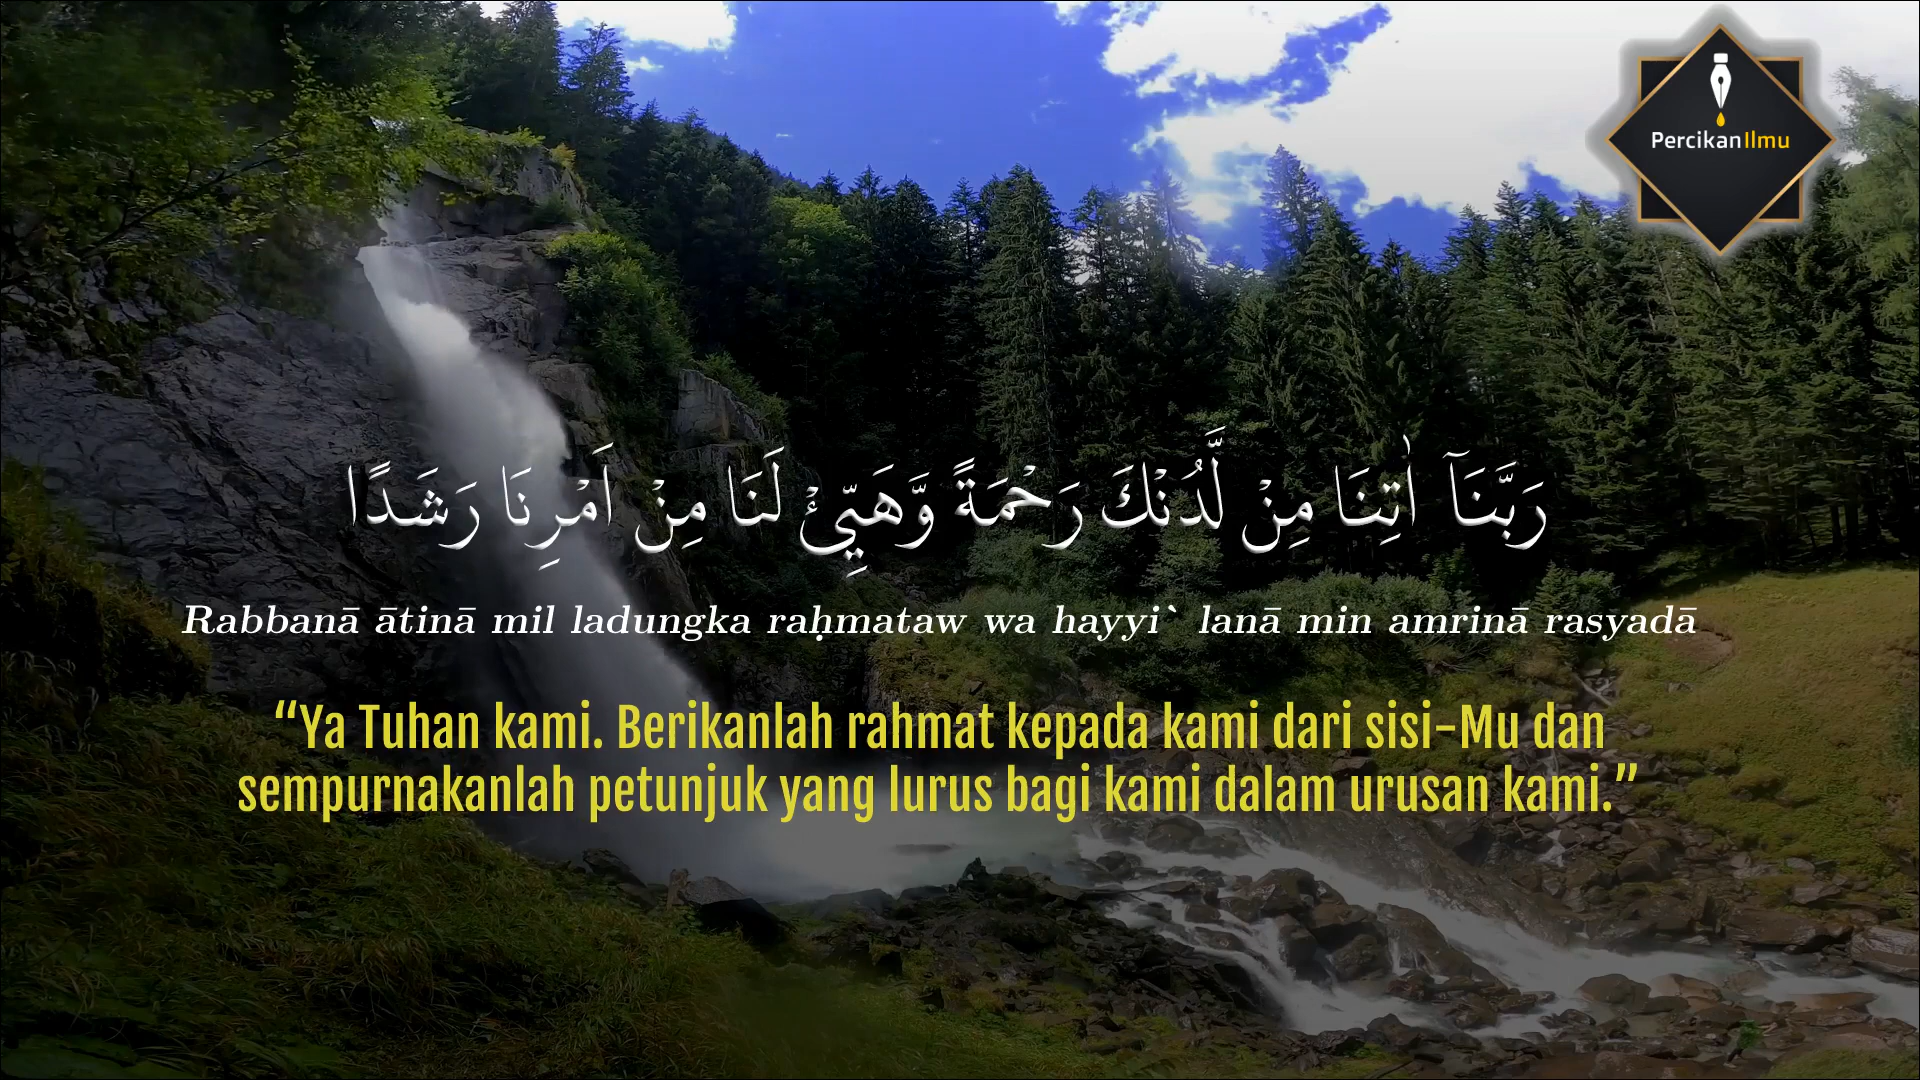 PercikanIlmu
رَبَّنَآ اٰتِنَا مِنْ لَّدُنْكَ رَحْمَةً وَّهَيِّئْ لَنَا مِنْ اَمْرِنَا رَشَدًا
Rabbanā ātinā mil ladungka raḥmataw wa hayyi` lanā min amrinā rasyadā
“Ya Tuhan kami. Berikanlah rahmat kepada kami dari sisi-Mu dan
sempurnakanlah petunjuk yang lurus bagi kami dalam urusan kami.”